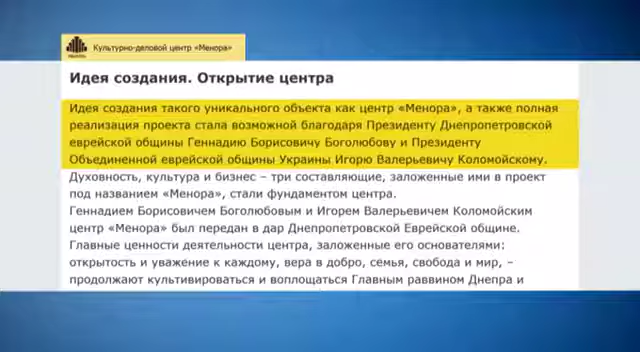 Культурно-деловой центр «Менора»
Идея создания. Открытие центра
Идея создания такого уникального объекта как центр «Менора», а также полная
реализация проекта стала возможной благодаря Президенту Днепропетровской
еврейской общины Геннадию Борисовичу Боголюбову и Президенту
Объединенной еврейской общины Украины Игорю Валерьевичу Коломойскому.
Духовность, культура и бизнес – три составляющие, заложенные ими в проект
под названием «Менора», стали фундаментом центра.
Геннадием Борисовичем Боголюбовым и Игорем Валерьевичем Коломойским
центр «Менора» был передан в дар Днепропетровской Еврейской общине.
Главные ценности деятельности центра, заложенные его основателями:
открытость и уважение к каждому, вера в добро, семья, свобода и мир, –
продолжают культивироваться и воплощаться Главным раввином Днепра и